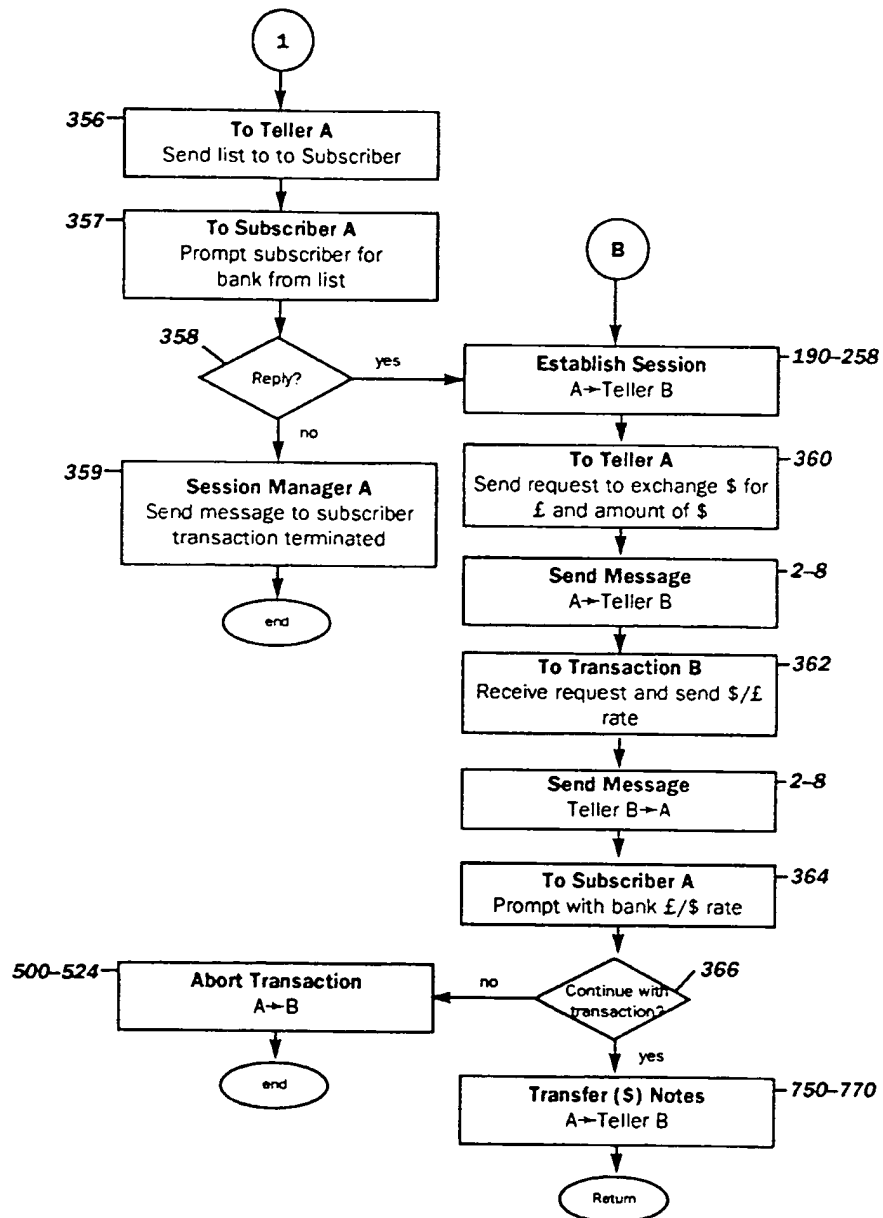 1
356
To Teller A
Send list to to Subscriber
357
To Subscriber A
Prompt subscriber for
bank from list
358
Reply?
yes
no
359
Session Manager A
Send message to subscriber
transaction terminated
end
B
Establish Session
A→Teller B
190-258
To Teller A
Send request to exchange $ for
£ and amount of $
360
Send Message
A→Teller B
2-8
To Transaction B
Receive request and send $/£
rate
362
Send Message
Teller B→A
2-8
To Subscriber A
Prompt with bank £/$ rate
364
Continue with
transaction?
366
no
500-524
Abort Transaction
A→B
end
yes
Transfer ($) Notes
A→Teller B
750-770
Return